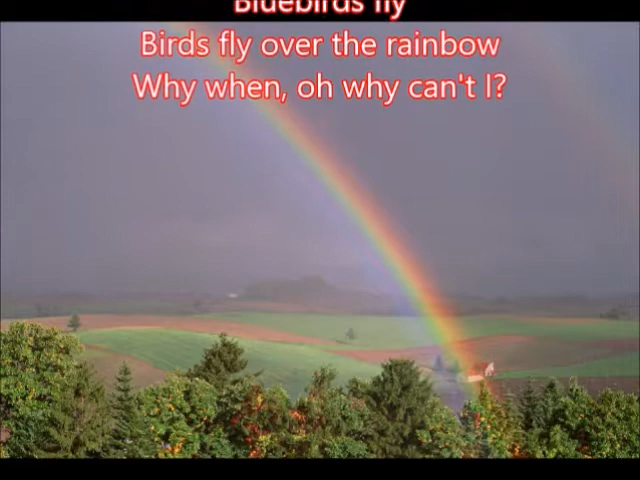 Bluebirds fly
Birds fly over the rainbow
Why when, oh why can't I?